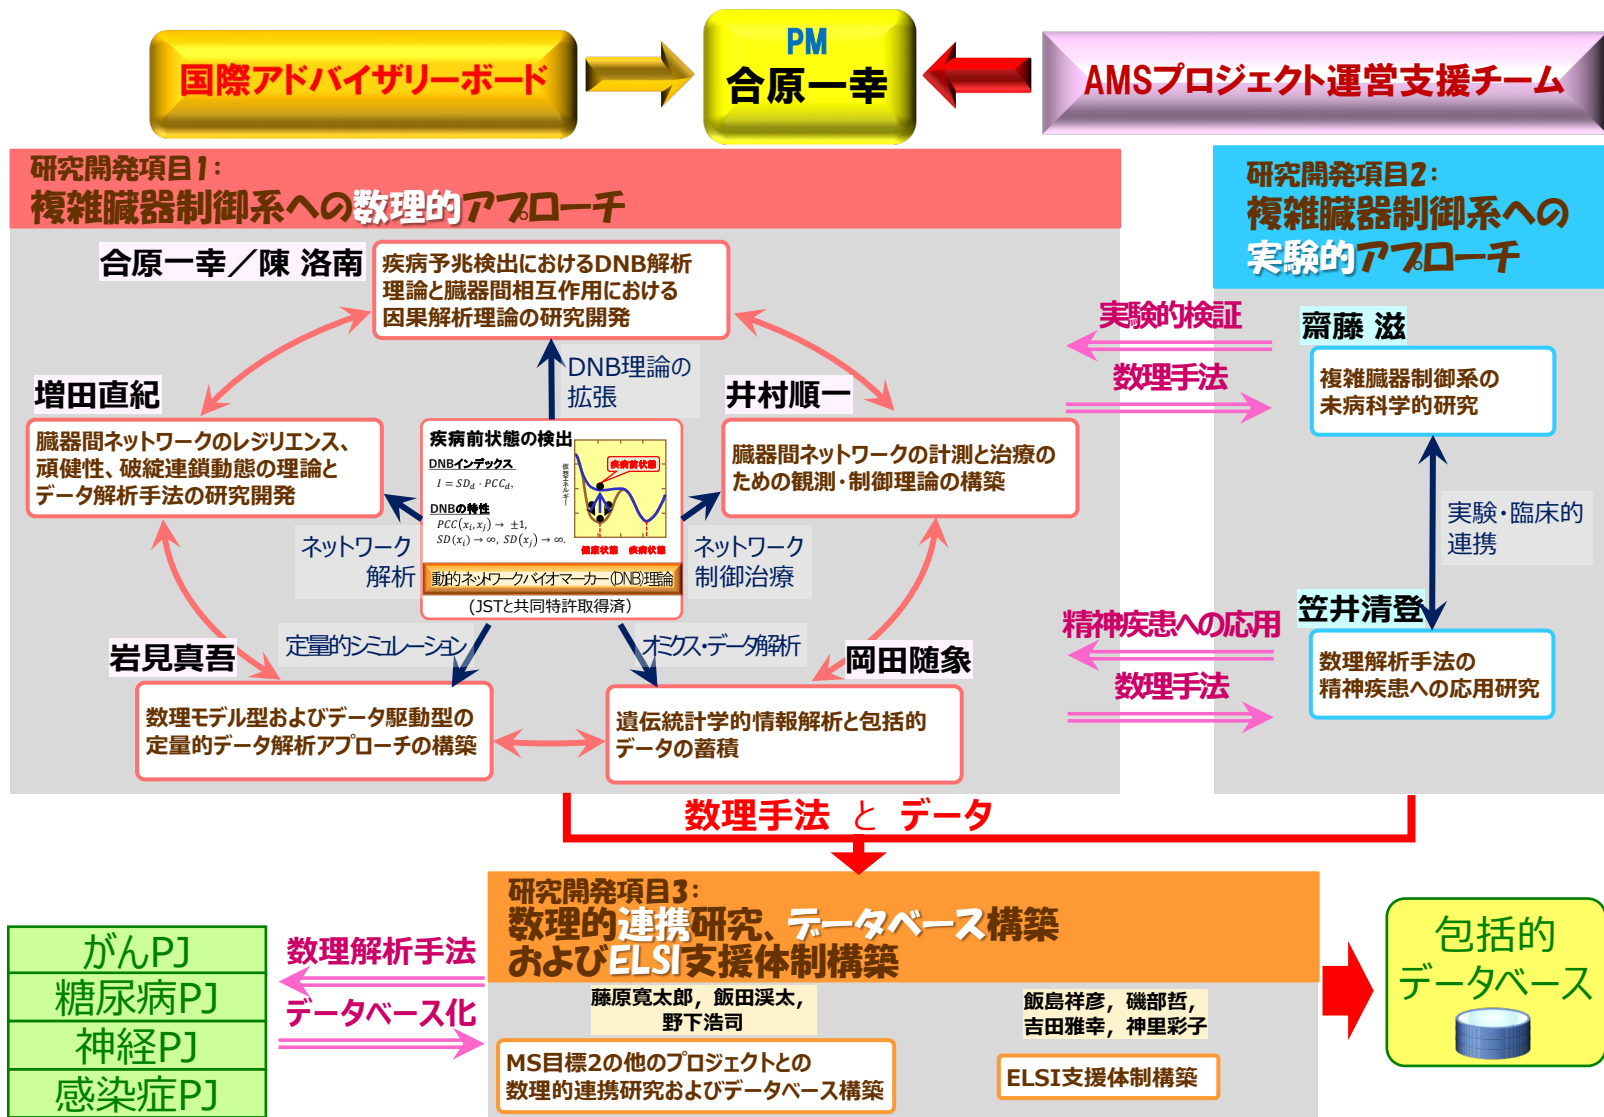 国際アドバイザリーボード
PM
合原一幸
AMSプロジェクト運営支援チーム
研究開発項目1:
複雑臓器制御系への数理的アプローチ
合原一幸／陳 洛南
疾病予兆検出におけるDNB解析
理論と臓器間相互作用における
因果解析理論の研究開発
DNB理論の
拡張
増田直紀
臓器間ネットワークのレジリエンス、
頑健性、破綻連鎖動態の理論と
データ解析手法の研究開発
井村順一
臓器間ネットワークの計測と治療の
ための観測・制御理論の構築
疾病前状態の検出
DNBインデックス
I = SD_d · PCC_d,
DNBの特性
PCC(x_i, x_j) → ±1,
SD(x_i) → ∞, SD(x_j) → ∞.
仮想エネルギー
疾病前状態
健康状態 疾病状態
動的ネットワークバイオマーカー(DNB)理論
(JSTと共同特許取得済)
ネットワーク
解析
ネットワーク
制御治療
定量的シミュレーション
オミクス・データ解析
岩見真吾
数理モデル型およびデータ駆動型の
定量的データ解析アプローチの構築
岡田随象
遺伝統計学的情報解析と包括的
データの蓄積
実験的検証
数理手法
精神疾患への応用
数理手法
研究開発項目2:
複雑臓器制御系への
実験的アプローチ
齋藤 滋
複雑臓器制御系の
未病科学的研究
実験・臨床的
連携
笠井清登
数理解析手法の
精神疾患への応用研究
数理手法 と データ
研究開発項目3:
数理的連携研究、データベース構築
およびELSI支援体制構築
藤原寛太郎, 飯田渓太,
野下浩司
MS目標2の他のプロジェクトとの
数理的連携研究およびデータベース構築
飯島祥彦, 磯部哲,
吉田雅幸, 神里彩子
ELSI支援体制構築
がんPJ
糖尿病PJ
神経PJ
感染症PJ
数理解析手法
データベース化
包括的
データベース